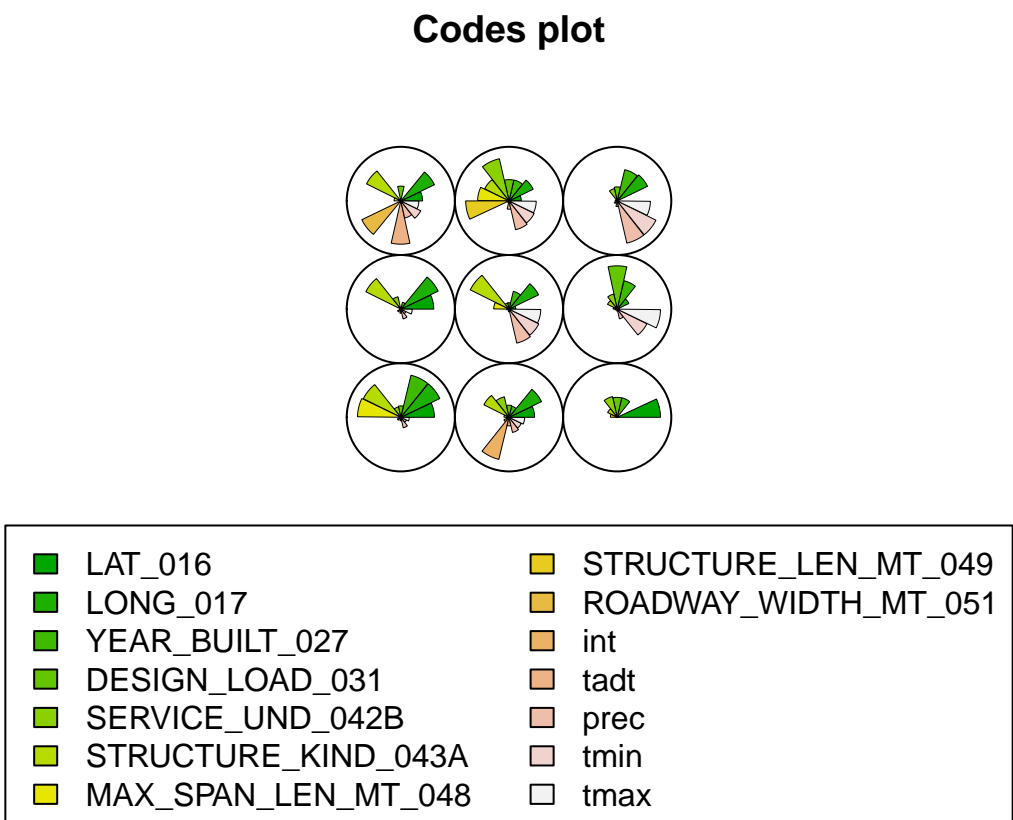 Codes plot
LAT_016
LONG_017
YEAR_BUILT_027
DESIGN_LOAD_031
SERVICE_UND_042B
STRUCTURE_KIND_043A
MAX_SPAN_LEN_MT_048
STRUCTURE_LEN_MT_049
ROADWAY_WIDTH_MT_051
int
tadt
prec
tmin
tmax